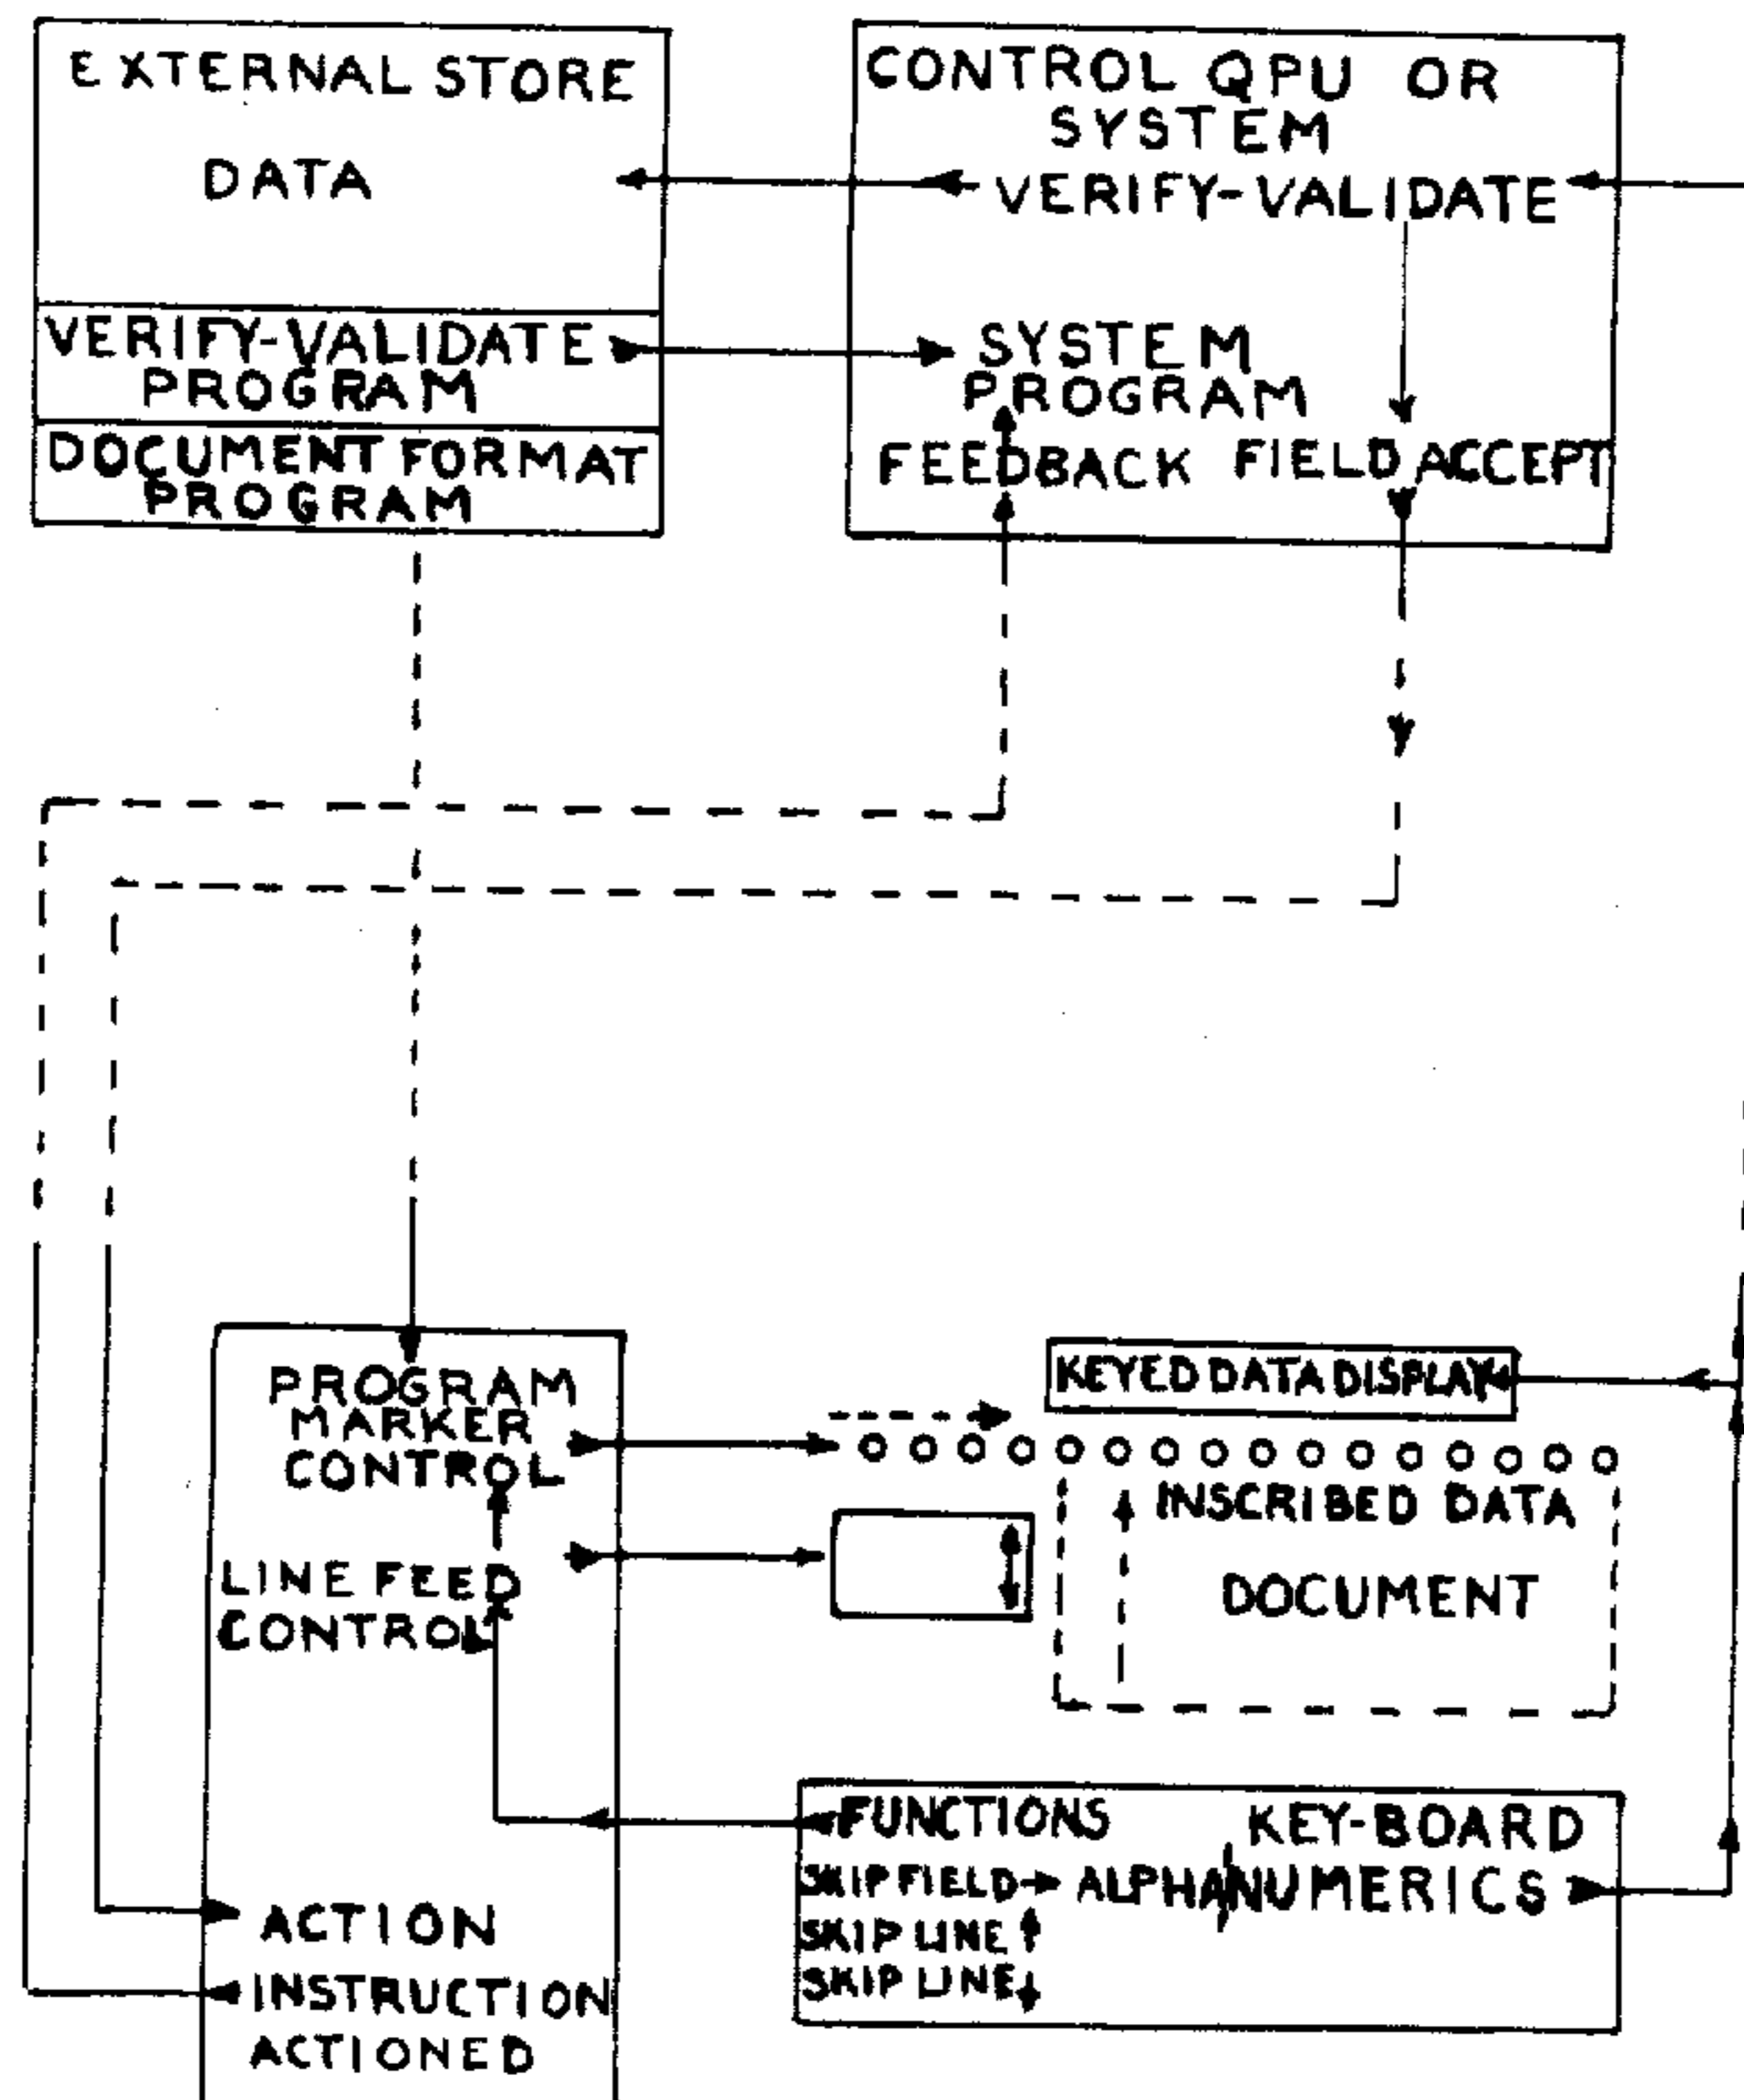 EXTERNAL STORE
DATA
VERIFY-VALIDATE
PROGRAM
DOCUMENT FORMAT
PROGRAM
CONTROL QPU OR
SYSTEM
VERIFY-VALIDATE
SYSTEM
PROGRAM
FEEDBACK
FIELD ACCEPT
PROGRAM
MARKER
CONTROL
LINE FEED
CONTROL
ACTION
INSTRUCTION
ACTIONED
KEYED DATA DISPLAY
INSCRIBED DATA
DOCUMENT
FUNCTIONS
SKIP FIELD
SKIP LINE
SKIP LINE
KEY-BOARD
ALPHA/NUMERICS